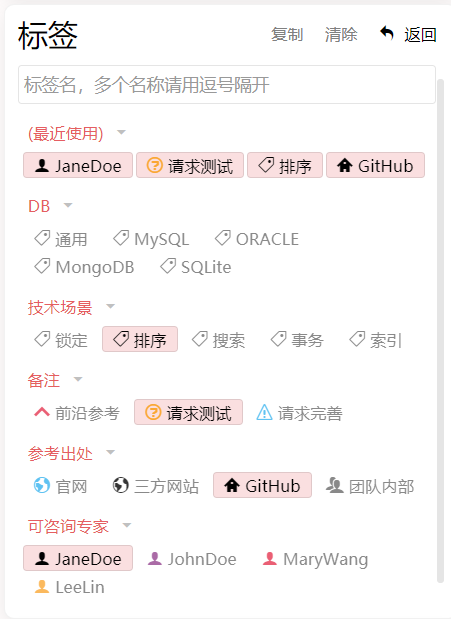 标签 复制 清除 返回
标签名，多个名称请用逗号隔开
(最近使用)
JaneDoe 请求测试 排序 GitHub
DB
通用 MySQL ORACLE
MongoDB SQLite
技术场景
锁定 排序 搜索 事务 索引
备注
前沿参考 请求测试 请求完善
参考出处
官网 三方网站 GitHub 团队内部
可咨询专家
JaneDoe JohnDoe MaryWang
LeeLin